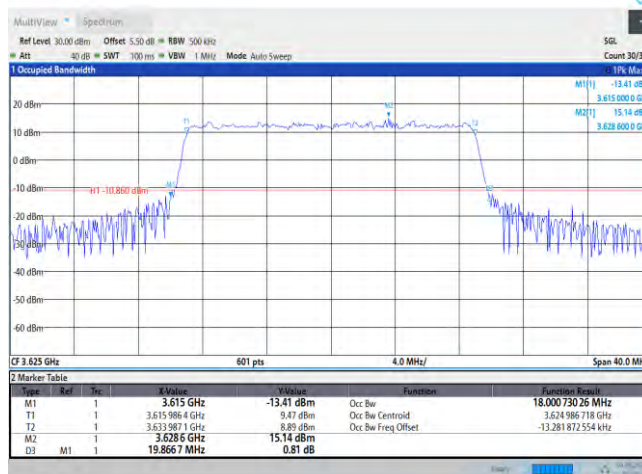 MultiView Spectrum
Ref Level 30.00 dBm Offset 5.50 dB RBW 500 kHz SGL
Att 40 dB SWT 100 ms VBW 1 MHz Mode Auto Sweep Count 30/3
1 Occupied Bandwidth 1Pk Max
M1[1] -13.41 dB
3.615 000 0 G
20 dBm M2[1] 15.14 dB
3.628 600 0 G
T1 M2 T2
10 dBm
0 dBm
-10 dBm H1 -10.860 dBm M1
-20 dBm
-30 dBm
-40 dBm
-50 dBm
-60 dBm
CF 3.625 GHz 601 pts 4.0 MHz/ Span 40.0 MH
2 Marker Table
Type Ref Trc X-Value Y-Value Function Function Result
M1 1 3.615 GHz -13.41 dBm Occ Bw 18.000 730 26 MHz
T1 1 3.615 986 4 GHz 9.47 dBm Occ Bw Centroid 3.624 986 718 GHz
T2 1 3.633 987 1 GHz 8.89 dBm Occ Bw Freq Offset -13.281 872 554 kHz
M2 1 3.628 6 GHz 15.14 dBm
D3 M1 1 19.866 7 MHz 0.81 dB